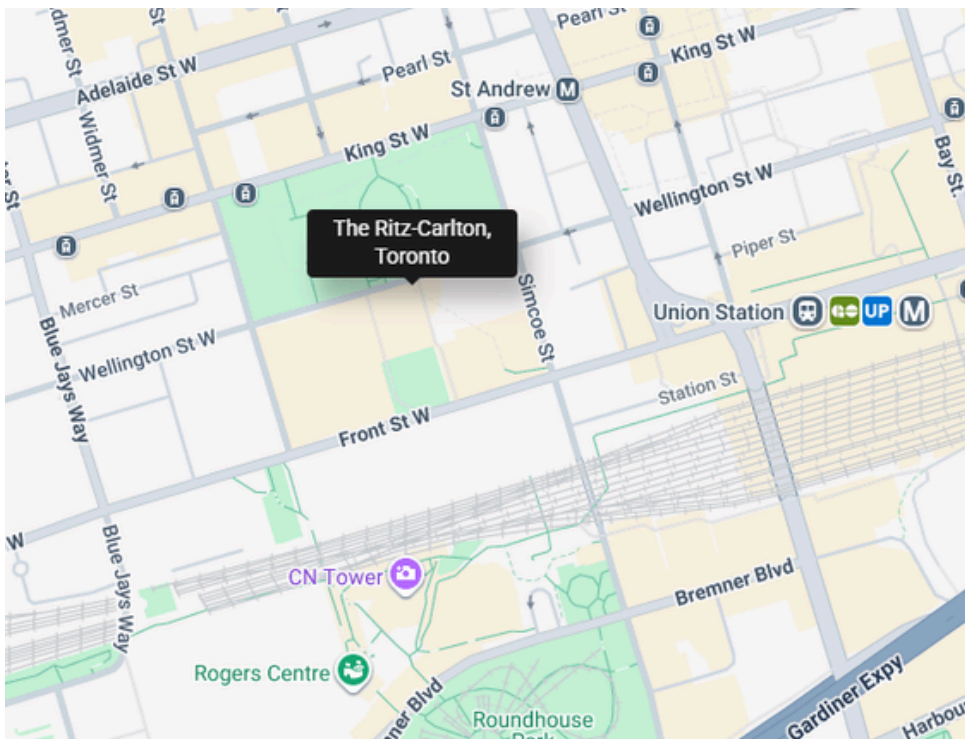 Pearl St
King St W
Adelaide St W
Pearl St
St Andrew M
Widmer St
King St W
Bay St.
Wellington St W
The Ritz-Carlton,
Toronto
Piper St
Mercer St
Simcoe St
Union Station GO UP M
Blue Jays Way
Wellington St W
Station St
Front St W
W
Blue Jays Way
CN Tower
Bremner Blvd
Rogers Centre
Gardiner Expy
Roundhouse
Park